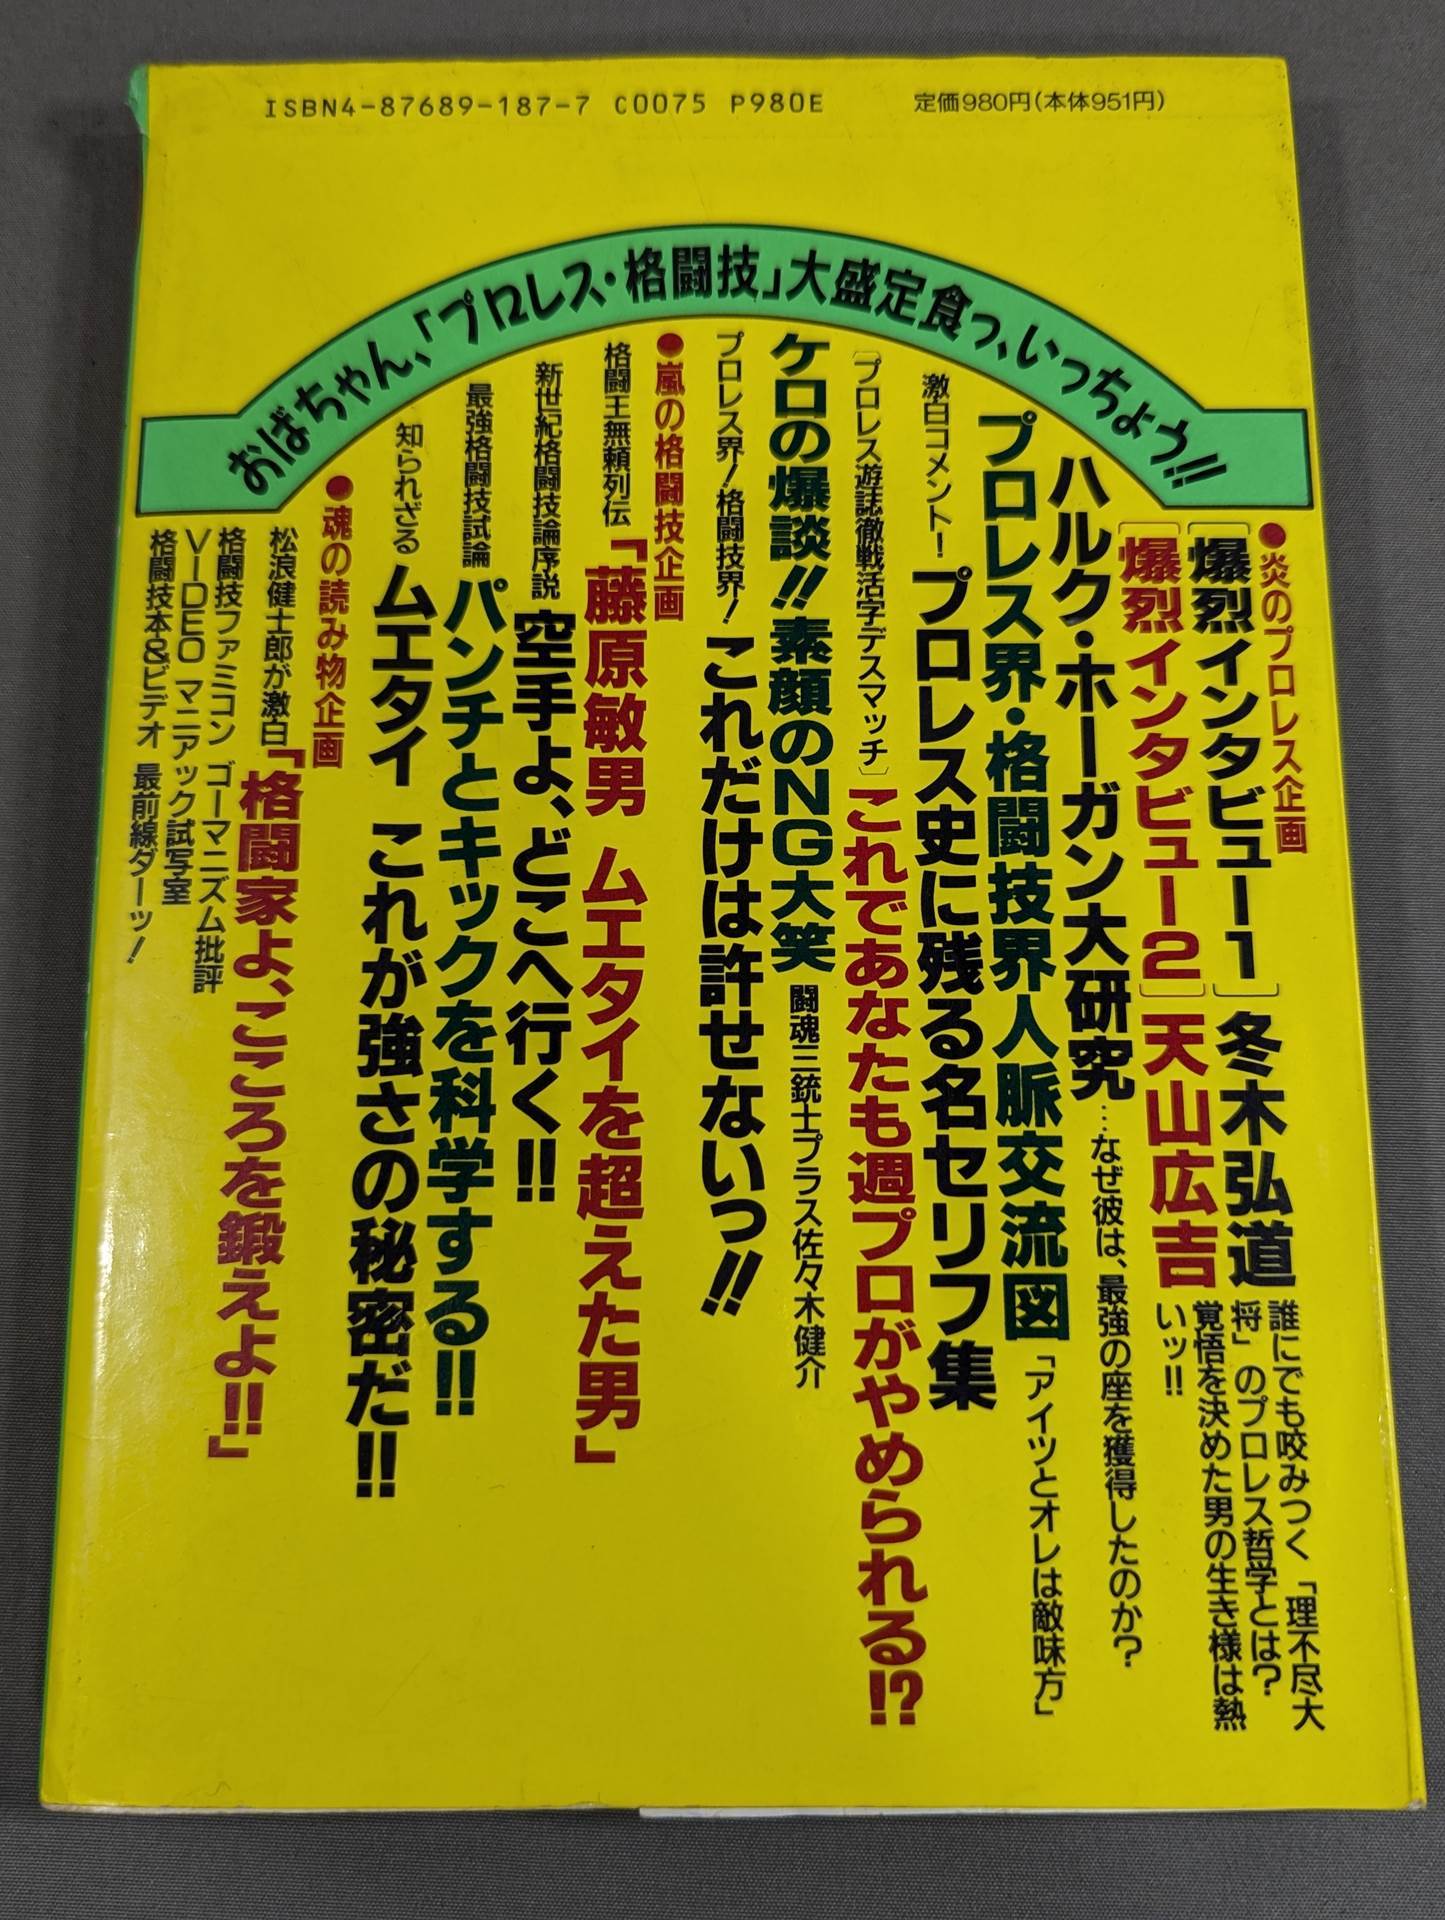 ISBN4-87689-187-7 C0075 P980E
定価980円(本体951円)
おばちゃん、「プロレス・格闘技」大盛定食っ、いっちょう!!
●炎のプロレス企画
〔爆烈インタビュー1〕冬木弘道
誰にでも咬みつく「理不尽大
将」のプロレス哲学とは?
〔爆烈インタビュー2〕天山広吉
覚悟を決めた男の生き様は熱
いッ!!
ハルク・ホーガン大研究…なぜ彼は、最強の座を獲得したのか?
プロレス界・格闘技界人脈交流図「アイツとオレは敵味方」
激白コメント!プロレス史に残る名セリフ集
〔プロレス遊誌徹戦活字デスマッチ〕これであなたも週プロがやめられる!?
ケロの爆談!!素顔のNG大笑 闘魂三銃士プラス佐々木健介
プロレス界!格闘技界!これだけは許せないっ!!
●嵐の格闘技企画
格闘王無頼列伝「藤原敏男 ムエタイを超えた男」
新世紀格闘技論序説 空手よ、どこへ行く!!
最強格闘技試論 パンチとキックを科学する!!
知られざる ムエタイ これが強さの秘密だ!!
●魂の読み物企画
松浪健士郎が激白「格闘家よ、こころを鍛えよ!!」
格闘技ファミコン ゴーマニズム批評
VIDEO マニアック試写室
格闘技本&ビデオ 最前線ダーッ!